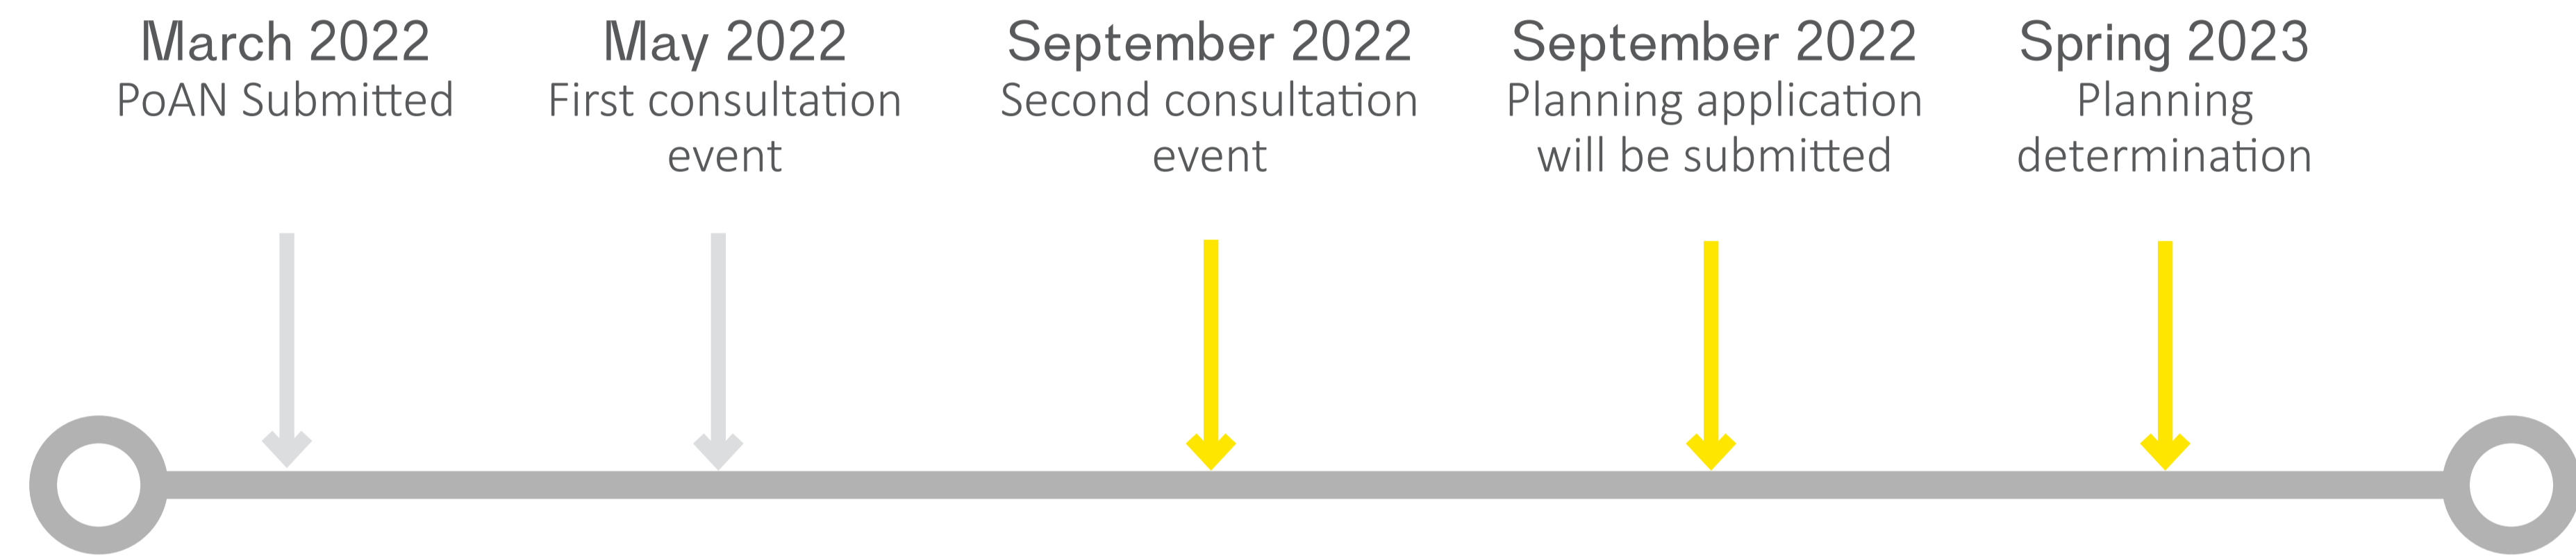 March 2022
PoAN Submitted
May 2022
First consultation
event
September 2022
Second consultation
event
September 2022
Planning application
will be submitted
Spring 2023
Planning
determination